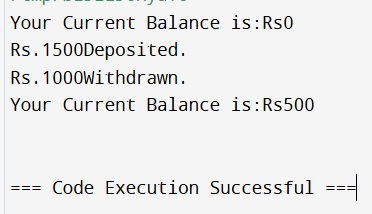 Your Current Balance is:Rs0
Rs.1500Deposited.
Rs.1000Withdrawn.
Your Current Balance is:Rs500
=== Code Execution Successful ===